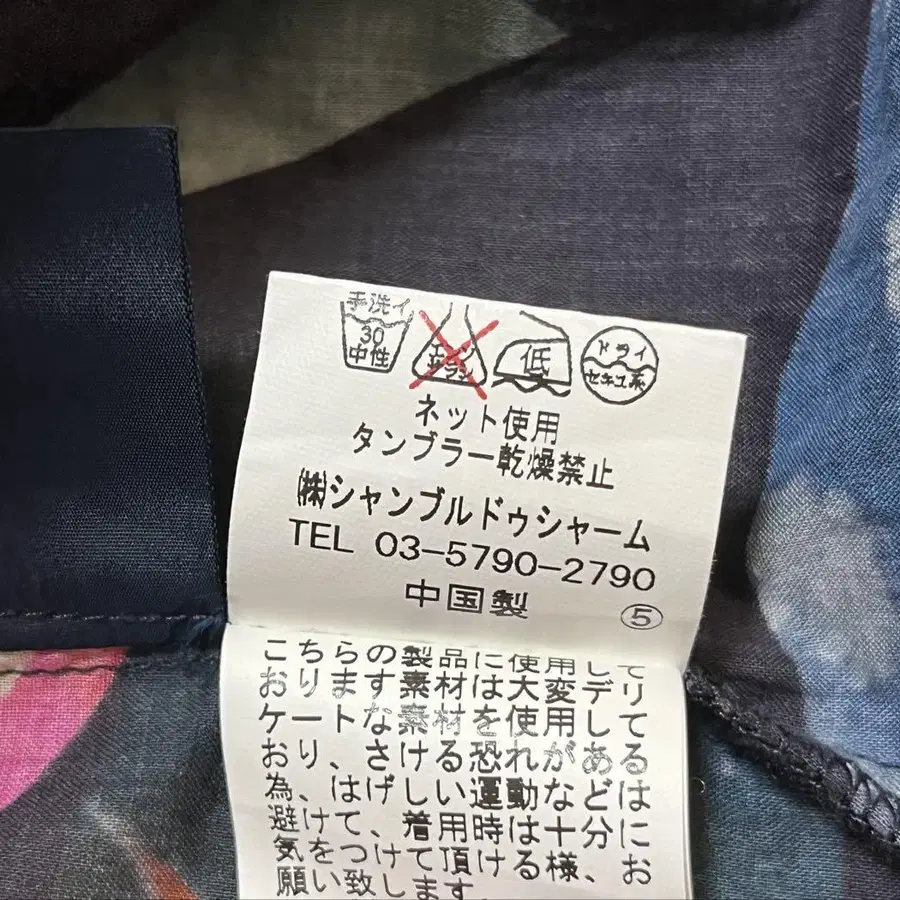 手洗イ
30
中性
エンソ
サラシ
低
ドライ
セキユ系
ネット使用
タンブラー乾燥禁止
㈱シャンブルドゥシャーム
TEL 03-5790-2790
中国製
⑤
こちらの製品に使用して
おります素材は大変デリ
ケートな素材を使用して
おり、さける恐れがある
為、はげしい運動などは
避けて、着用時は十分に
気をつけて頂ける様、お
願い致します。